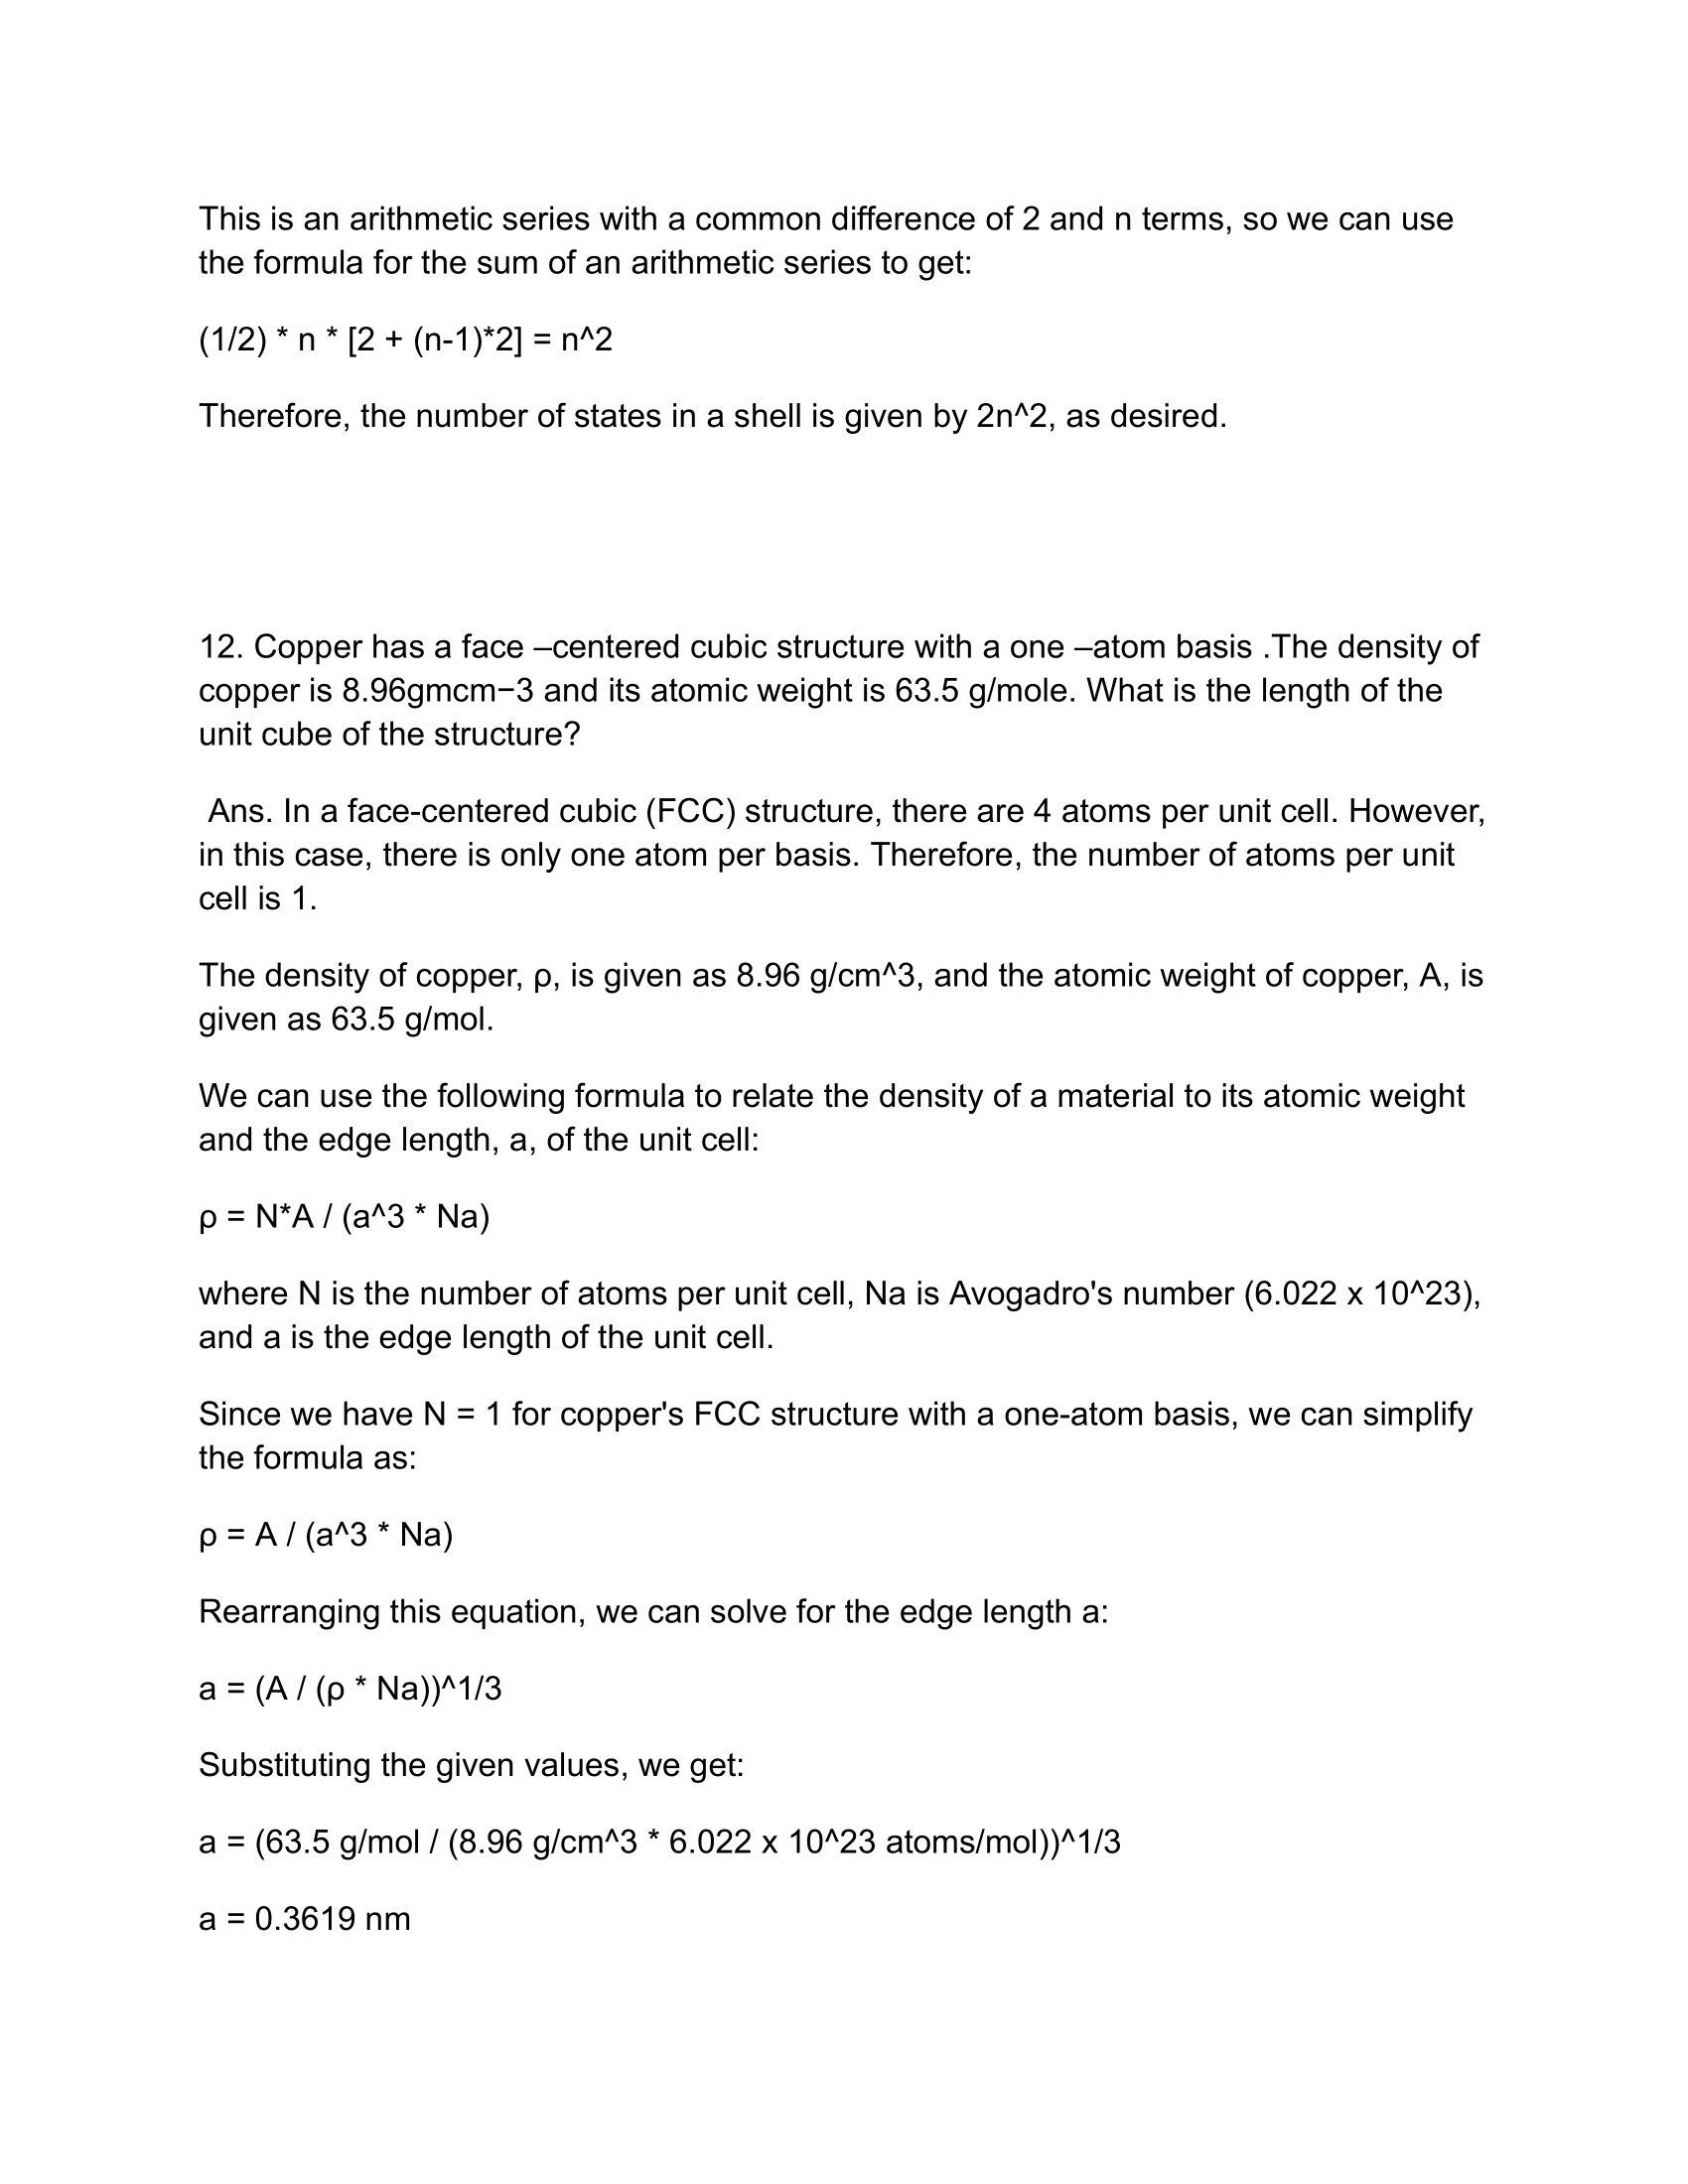 This is an arithmetic series with a common difference of 2 and n terms, so we can use
the formula for the sum of an arithmetic series to get:
(1/2) * n * [2 + (n-1)*2] = n^2
Therefore, the number of states in a shell is given by 2n^2, as desired.
12. Copper has a face –centered cubic structure with a one –atom basis .The density of
copper is 8.96gmcm−3 and its atomic weight is 63.5 g/mole. What is the length of the
unit cube of the structure?
Ans. In a face-centered cubic (FCC) structure, there are 4 atoms per unit cell. However,
in this case, there is only one atom per basis. Therefore, the number of atoms per unit
cell is 1.
The density of copper, ρ, is given as 8.96 g/cm^3, and the atomic weight of copper, A, is
given as 63.5 g/mol.
We can use the following formula to relate the density of a material to its atomic weight
and the edge length, a, of the unit cell:
ρ = N*A / (a^3 * Na)
where N is the number of atoms per unit cell, Na is Avogadro's number (6.022 x 10^23),
and a is the edge length of the unit cell.
Since we have N = 1 for copper's FCC structure with a one-atom basis, we can simplify
the formula as:
ρ = A / (a^3 * Na)
Rearranging this equation, we can solve for the edge length a:
a = (A / (ρ * Na))^1/3
Substituting the given values, we get:
a = (63.5 g/mol / (8.96 g/cm^3 * 6.022 x 10^23 atoms/mol))^1/3
a = 0.3619 nm